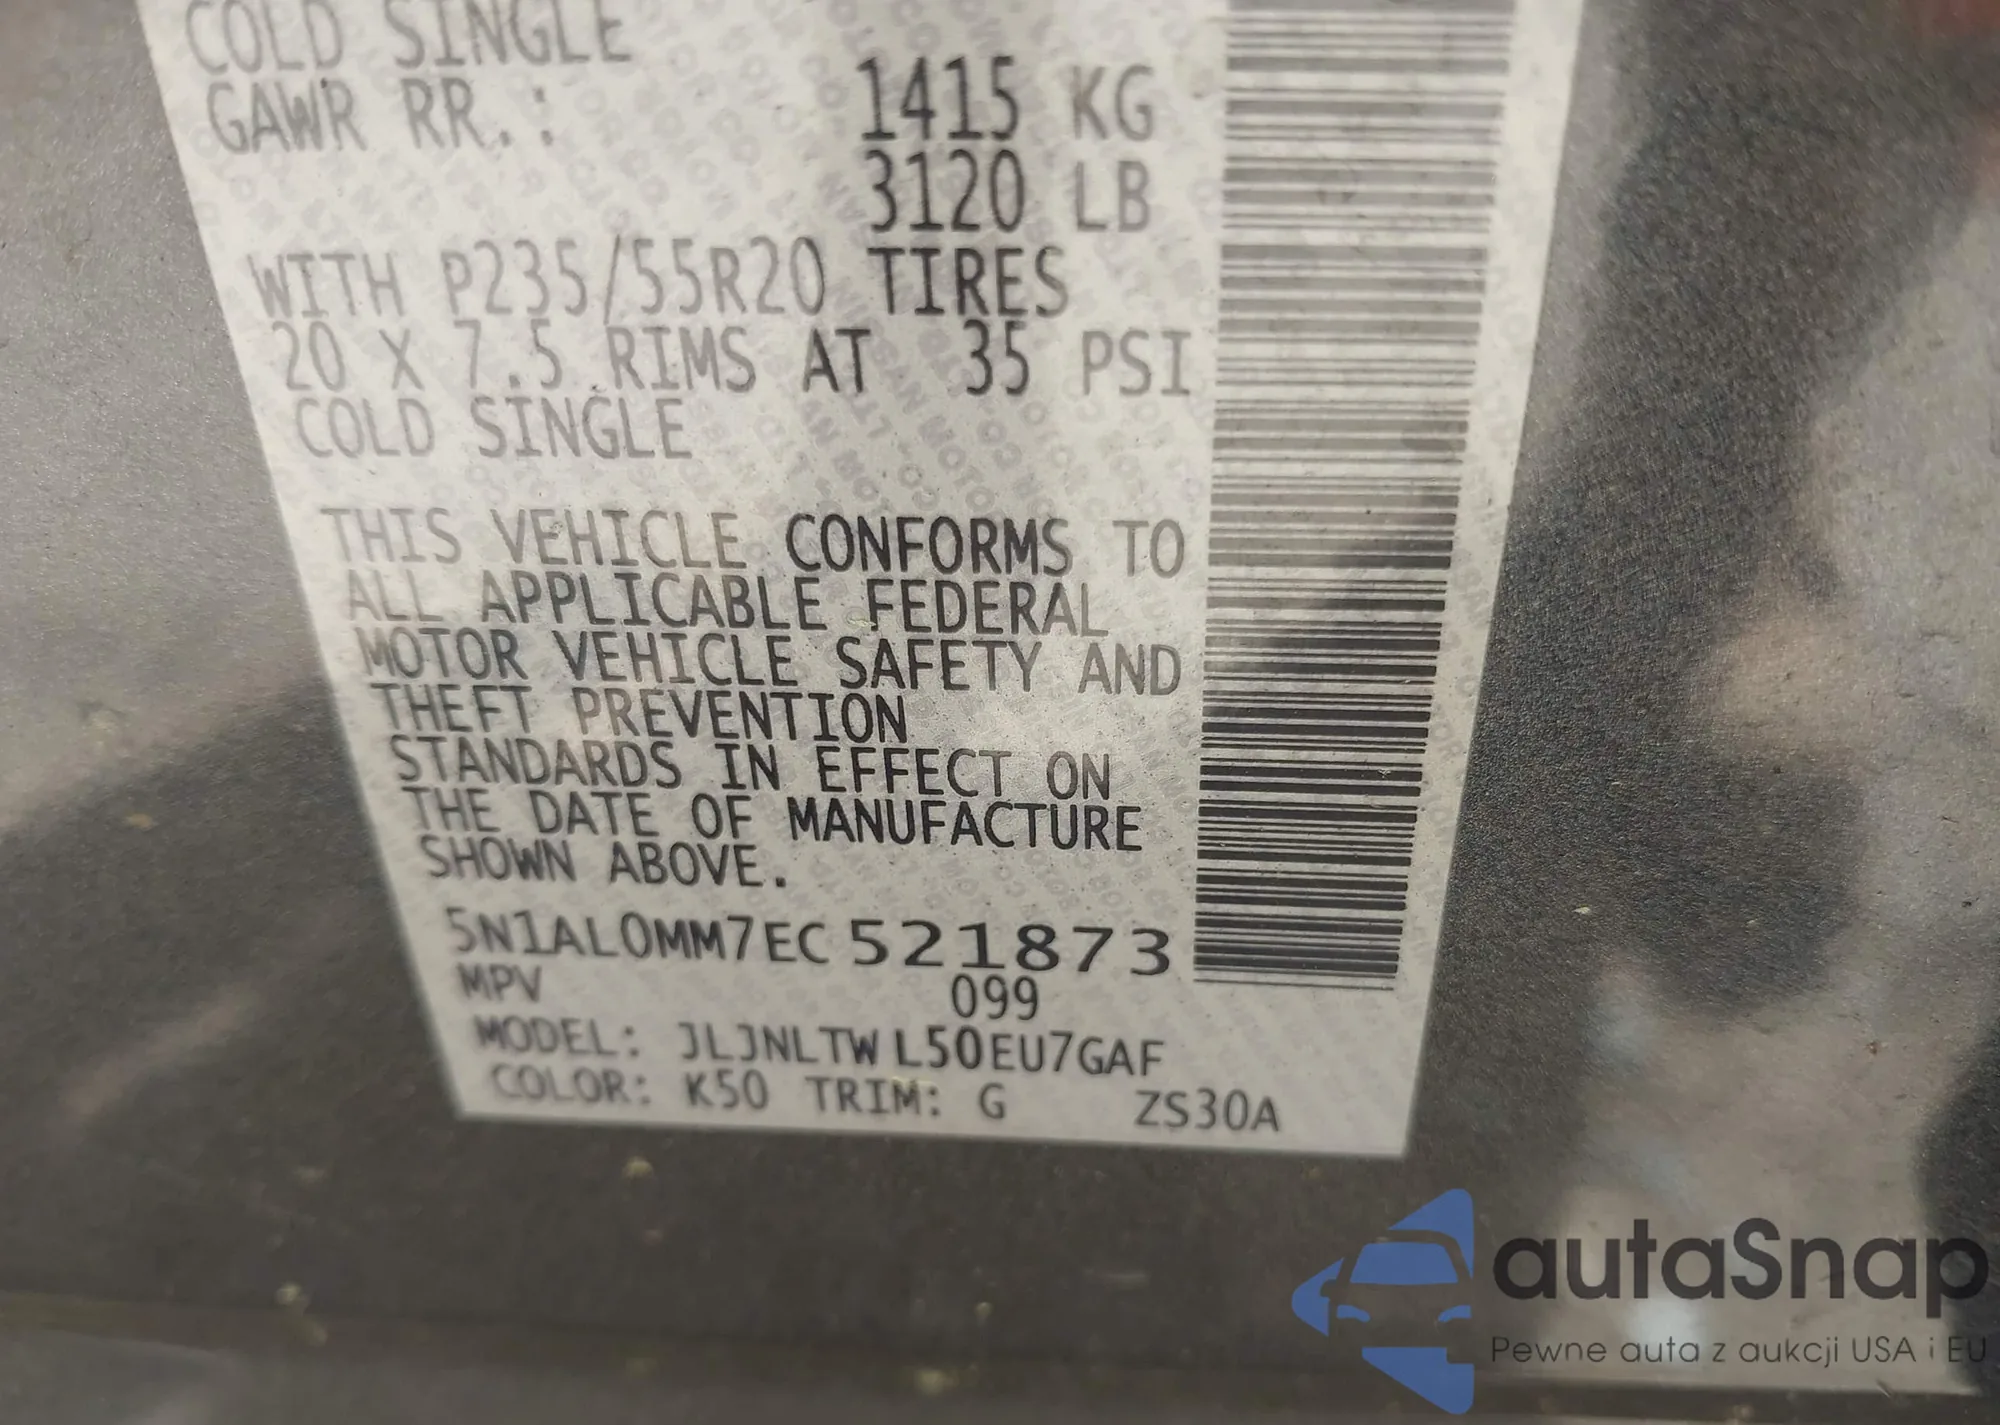 COLD SINGLE
GAWR RR.: 1415 KG
3120 LB
WITH P235/55R20 TIRES
20 X 7.5 RIMS AT 35 PSI
COLD SINGLE
THIS VEHICLE CONFORMS TO
ALL APPLICABLE FEDERAL
MOTOR VEHICLE SAFETY AND
THEFT PREVENTION
STANDARDS IN EFFECT ON
THE DATE OF MANUFACTURE
SHOWN ABOVE.
5N1AL0MM7EC521873
MPV 099
MODEL: JLJNLTWL50EU7GAF
COLOR: K50 TRIM: G ZS30A
autaSnap
Pewne auta z aukcji USA i EU